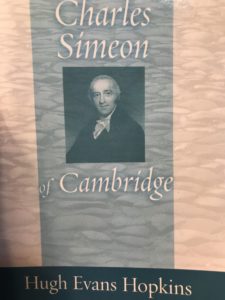 Charles
Simeon
of Cambridge
Hugh Evans Hopkins